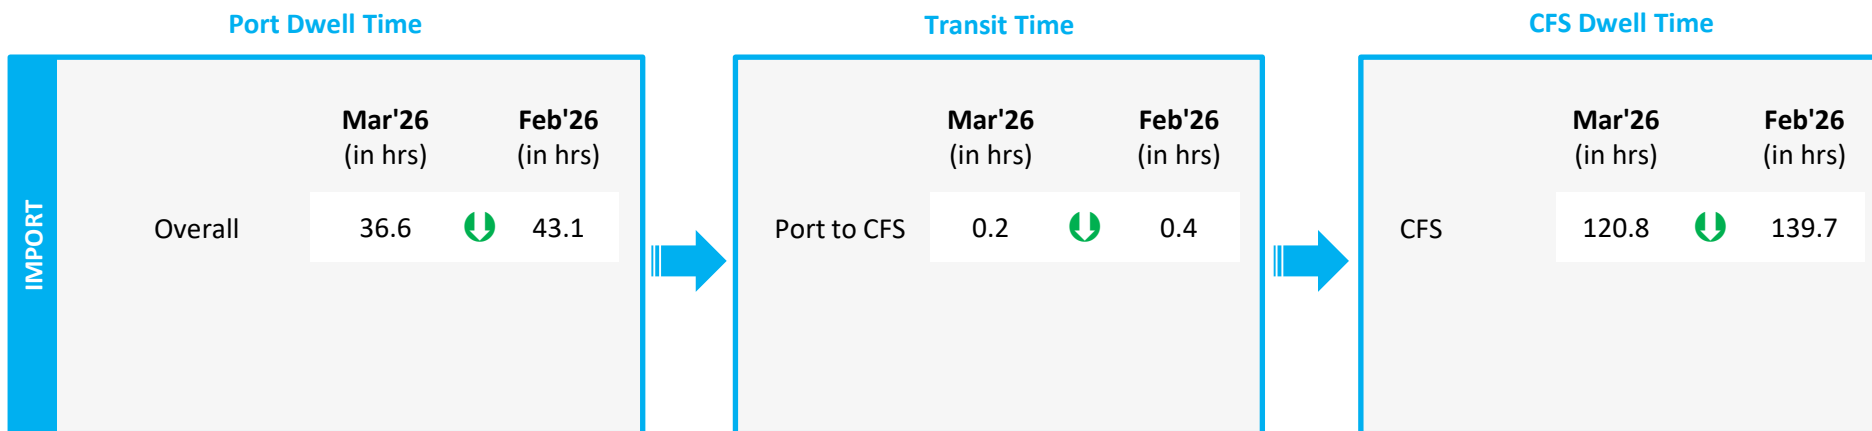 Port Dwell Time
Transit Time
CFS Dwell Time
IMPORT
Mar'26 Feb'26
(in hrs) (in hrs)
Overall 36.6 43.1
Mar'26 Feb'26
(in hrs) (in hrs)
Port to CFS 0.2 0.4
Mar'26 Feb'26
(in hrs) (in hrs)
CFS 120.8 139.7